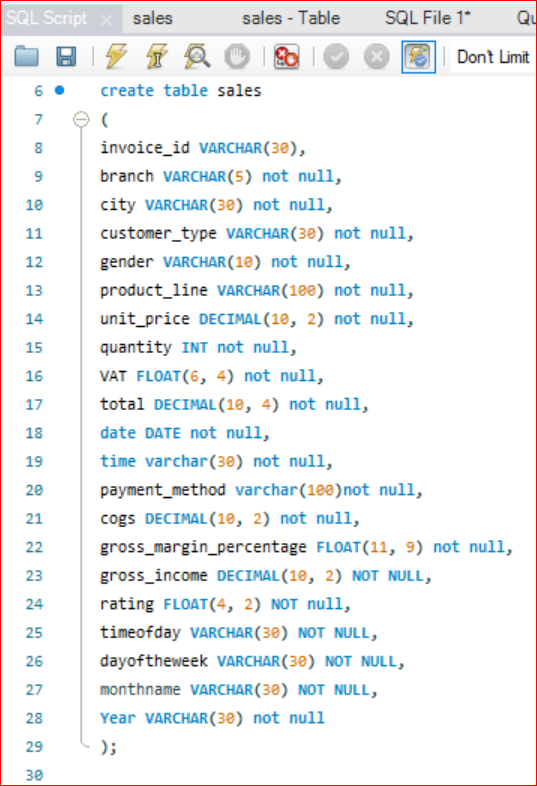 SQL Script × sales sales - Table SQL File 1* Qu
Don't Limit
6 create table sales
7 (
8 invoice_id VARCHAR(30),
9 branch VARCHAR(5) not null,
10 city VARCHAR(30) not null,
11 customer_type VARCHAR(30) not null,
12 gender VARCHAR(10) not null,
13 product_line VARCHAR(100) not null,
14 unit_price DECIMAL(10, 2) not null,
15 quantity INT not null,
16 VAT FLOAT(6, 4) not null,
17 total DECIMAL(10, 4) not null,
18 date DATE not null,
19 time varchar(30) not null,
20 payment_method varchar(100)not null,
21 cogs DECIMAL(10, 2) not null,
22 gross_margin_percentage FLOAT(11, 9) not null,
23 gross_income DECIMAL(10, 2) NOT NULL,
24 rating FLOAT(4, 2) NOT null,
25 timeofday VARCHAR(30) NOT NULL,
26 dayoftheweek VARCHAR(30) NOT NULL,
27 monthname VARCHAR(30) NOT NULL,
28 Year VARCHAR(30) not null
29 );
30